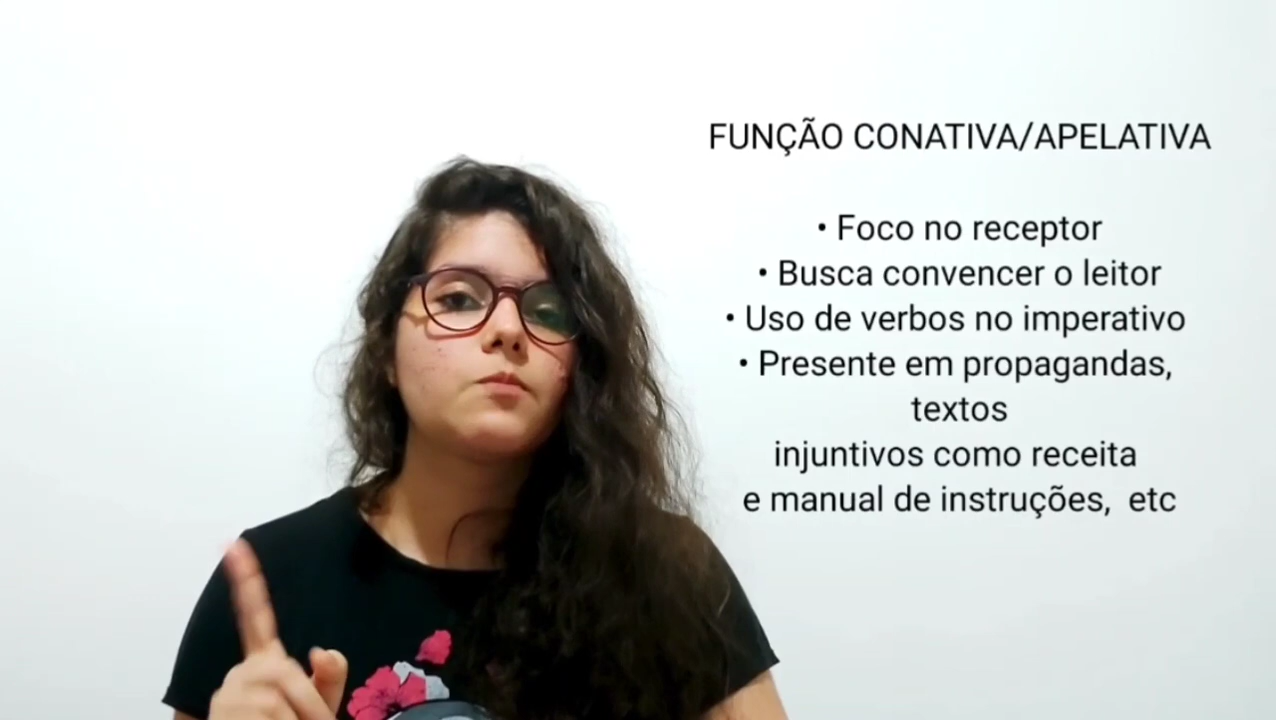 FUNÇÃO CONATIVA/APELATIVA
• Foco no receptor
• Busca convencer o leitor
• Uso de verbos no imperativo
• Presente em propagandas,
textos
injuntivos como receita
e manual de instruções,  etc